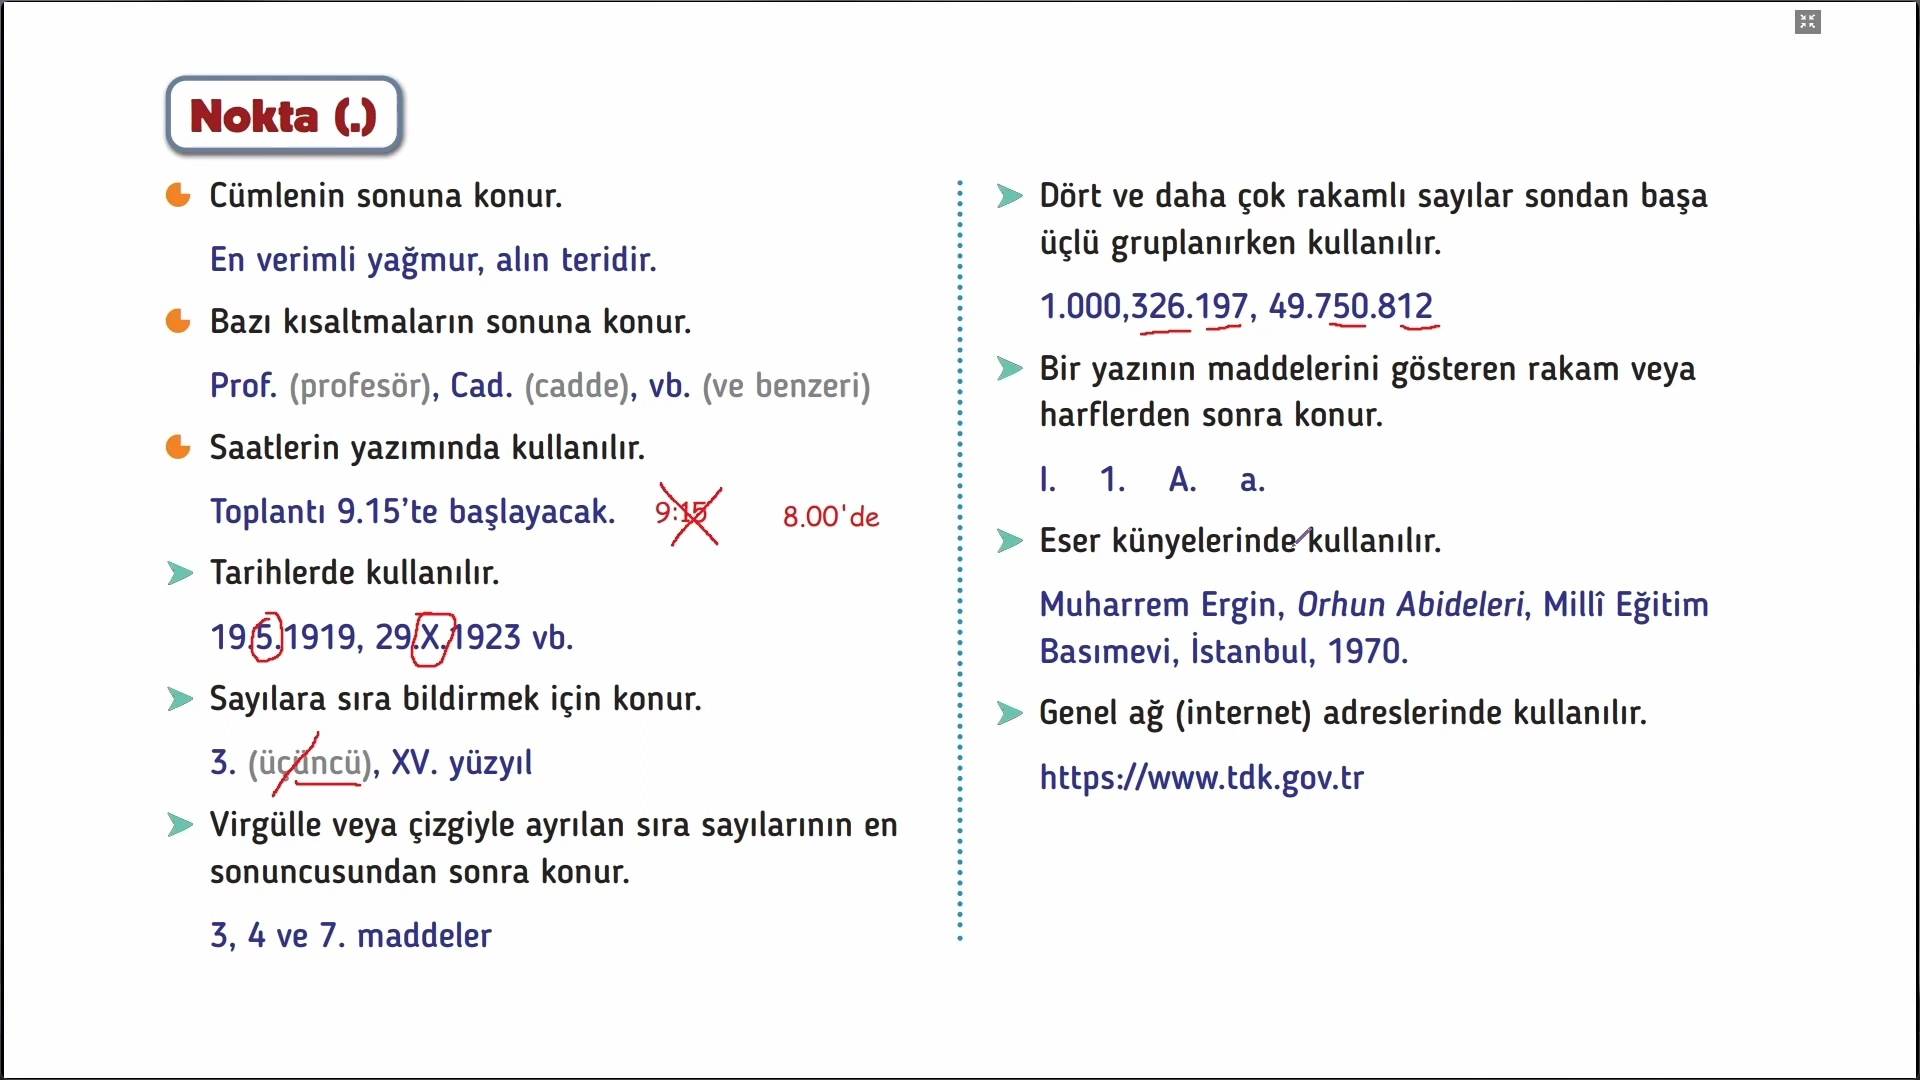 Nokta (.)
Cümlenin sonuna konur.
En verimli yağmur, alın teridir.
Bazı kısaltmaların sonuna konur.
Prof. (profesör), Cad. (cadde), vb. (ve benzeri)
Saatlerin yazımında kullanılır.
Toplantı 9.15’te başlayacak. 9:15 8.00'de
Tarihlerde kullanılır.
19.5.1919, 29.X.1923 vb.
Sayılara sıra bildirmek için konur.
3. (üçüncü), XV. yüzyıl
Virgülle veya çizgiyle ayrılan sıra sayılarının en
sonuncusundan sonra konur.
3, 4 ve 7. maddeler
Dört ve daha çok rakamlı sayılar sondan başa
üçlü gruplanırken kullanılır.
1.000,326.197, 49.750.812
Bir yazının maddelerini gösteren rakam veya
harflerden sonra konur.
I. 1. A. a.
Eser künyelerinde kullanılır.
Muharrem Ergin, Orhun Abideleri, Millî Eğitim
Basımevi, İstanbul, 1970.
Genel ağ (internet) adreslerinde kullanılır.
https://www.tdk.gov.tr